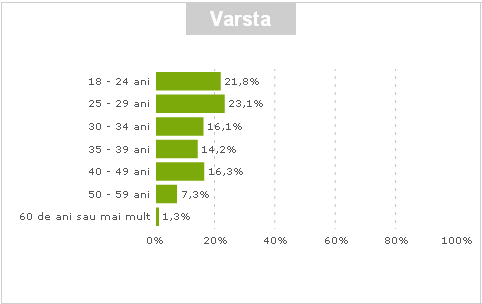 Varsta
18 - 24 ani 21,8%
25 - 29 ani 23,1%
30 - 34 ani 16,1%
35 - 39 ani 14,2%
40 - 49 ani 16,3%
50 - 59 ani 7,3%
60 de ani sau mai mult 1,3%
0% 20% 40% 60% 80% 100%